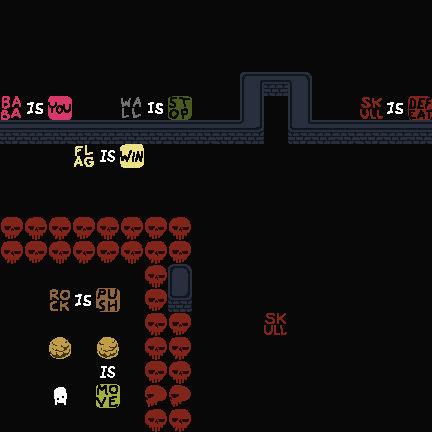 BABA IS YOU WALL IS STOP SKULL IS DEFEAT
FLAG IS WIN
ROCK IS PUSH
SKULL
IS
MOVE